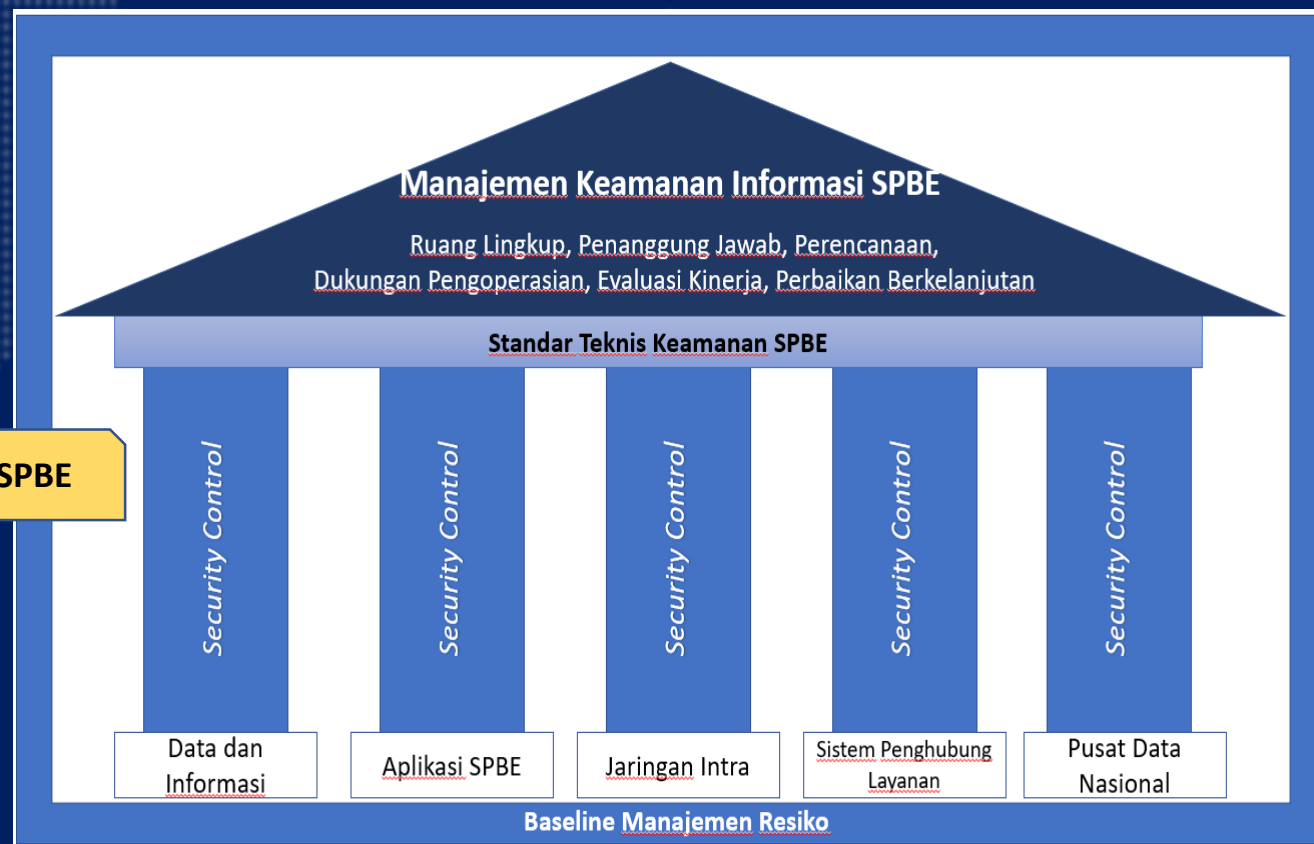 Manajemen Keamanan Informasi SPBE
Ruang Lingkup, Penanggung Jawab, Perencanaan,
Dukungan Pengoperasian, Evaluasi Kinerja, Perbaikan Berkelanjutan
Standar Teknis Keamanan SPBE
SPBE
Security Control
Security Control
Security Control
Security Control
Security Control
Data dan
Informasi
Aplikasi SPBE
Jaringan Intra
Sistem Penghubung
Layanan
Pusat Data
Nasional
Baseline Manajemen Resiko